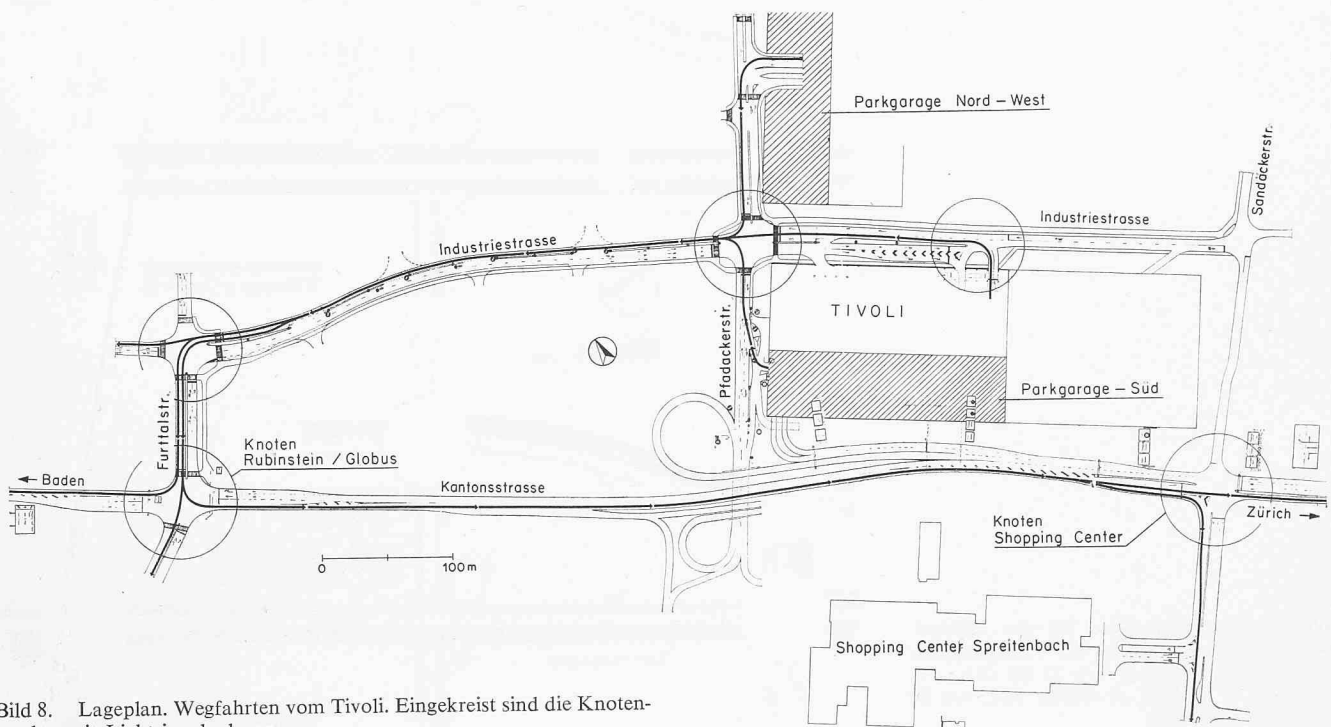 Parkgarage Nord-West
Sandäckerstr.
Industriestrasse
Industriestrasse
TIVOLI
Pfadackerstr.
Parkgarage-Süd
Furttalstr.
Knoten
Rubinstein / Globus
← Baden
Kantonsstrasse
Zürich →
Knoten
Shopping Center
0 100m
Shopping Center Spreitenbach
Bild 8. Lageplan. Wegfahrten vom Tivoli. Eingekreist sind die Knoten-